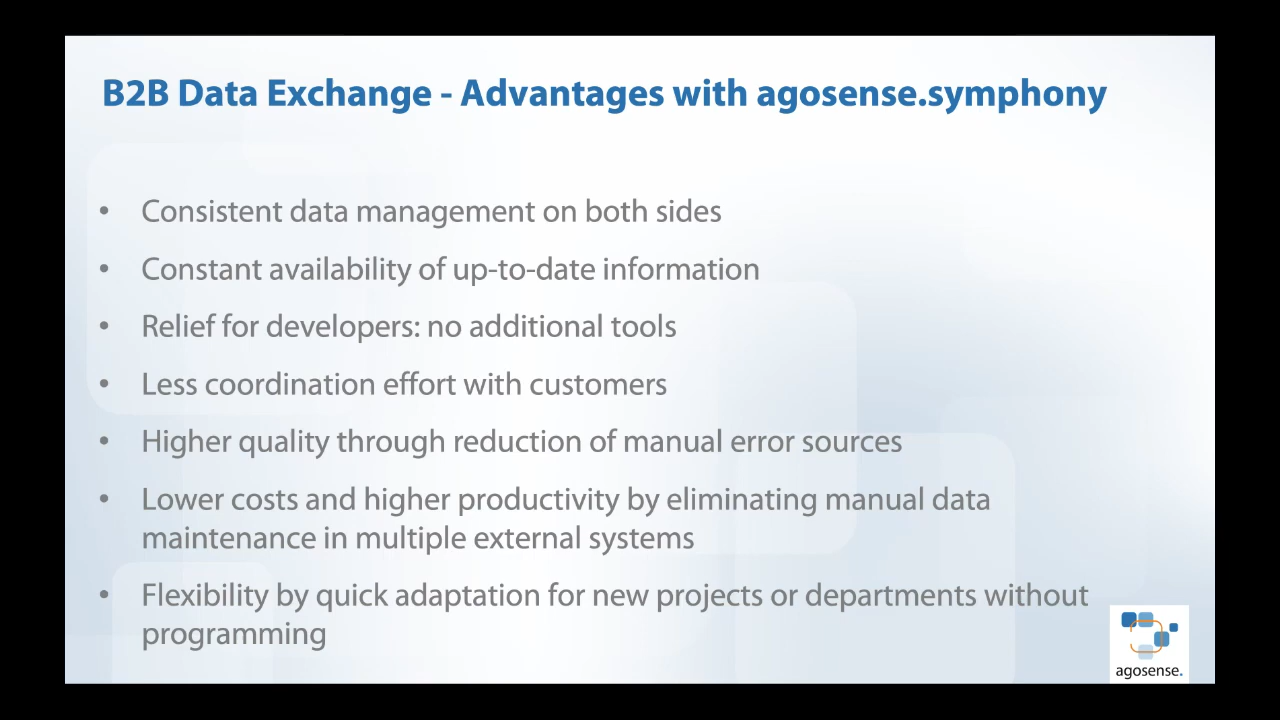 B2B Data Exchange - Advantages with agosense.symphony
• Consistent data management on both sides
• Constant availability of up-to-date information
• Relief for developers: no additional tools
• Less coordination effort with customers
• Higher quality through reduction of manual error sources
• Lower costs and higher productivity by eliminating manual data
maintenance in multiple external systems
• Flexibility by quick adaptation for new projects or departments without
programming
agosense.